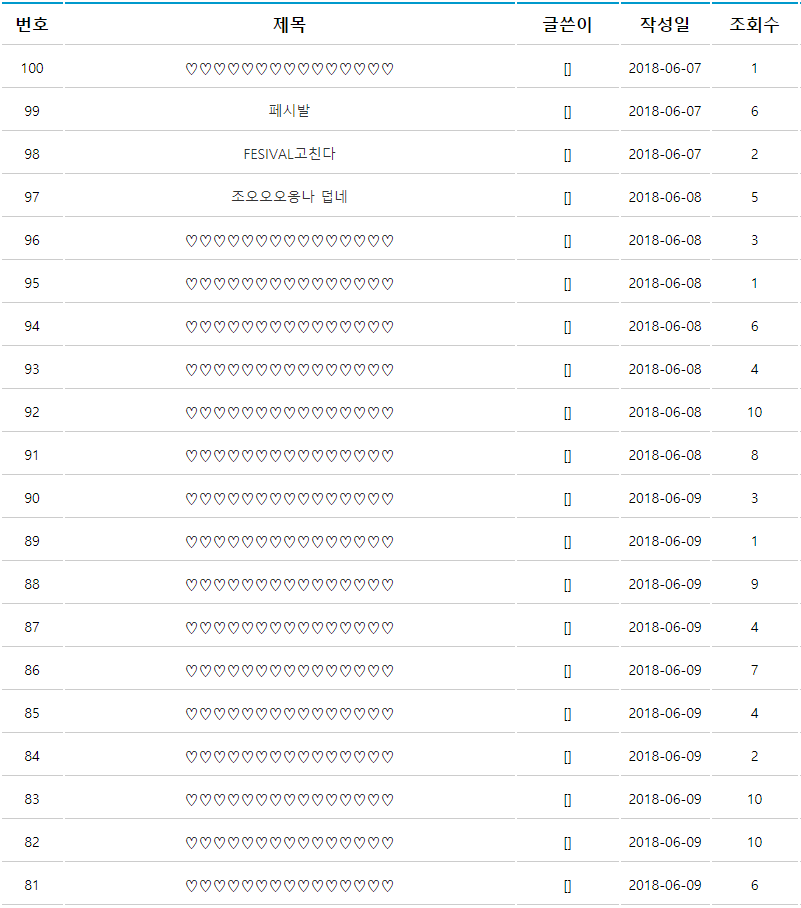 번호 제목 글쓴이 작성일 조회수
100 ♡♡♡♡♡♡♡♡♡♡♡♡♡♡♡ [] 2018-06-07 1
99 페시발 [] 2018-06-07 6
98 FESIVAL고친다 [] 2018-06-07 2
97 조오오오옹나 덥네 [] 2018-06-08 5
96 ♡♡♡♡♡♡♡♡♡♡♡♡♡♡♡ [] 2018-06-08 3
95 ♡♡♡♡♡♡♡♡♡♡♡♡♡♡♡ [] 2018-06-08 1
94 ♡♡♡♡♡♡♡♡♡♡♡♡♡♡♡ [] 2018-06-08 6
93 ♡♡♡♡♡♡♡♡♡♡♡♡♡♡♡ [] 2018-06-08 4
92 ♡♡♡♡♡♡♡♡♡♡♡♡♡♡♡ [] 2018-06-08 10
91 ♡♡♡♡♡♡♡♡♡♡♡♡♡♡♡ [] 2018-06-08 8
90 ♡♡♡♡♡♡♡♡♡♡♡♡♡♡♡ [] 2018-06-09 3
89 ♡♡♡♡♡♡♡♡♡♡♡♡♡♡♡ [] 2018-06-09 1
88 ♡♡♡♡♡♡♡♡♡♡♡♡♡♡♡ [] 2018-06-09 9
87 ♡♡♡♡♡♡♡♡♡♡♡♡♡♡♡ [] 2018-06-09 4
86 ♡♡♡♡♡♡♡♡♡♡♡♡♡♡♡ [] 2018-06-09 7
85 ♡♡♡♡♡♡♡♡♡♡♡♡♡♡♡ [] 2018-06-09 4
84 ♡♡♡♡♡♡♡♡♡♡♡♡♡♡♡ [] 2018-06-09 2
83 ♡♡♡♡♡♡♡♡♡♡♡♡♡♡♡ [] 2018-06-09 10
82 ♡♡♡♡♡♡♡♡♡♡♡♡♡♡♡ [] 2018-06-09 10
81 ♡♡♡♡♡♡♡♡♡♡♡♡♡♡♡ [] 2018-06-09 6